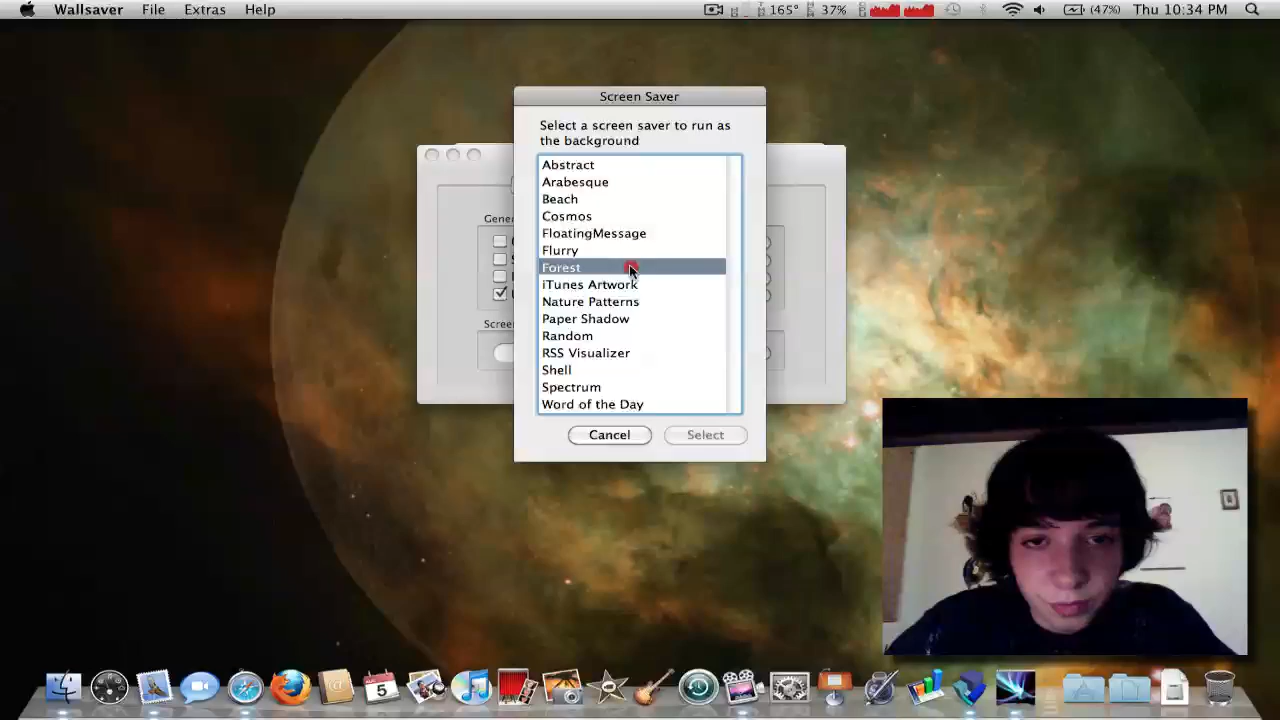 Wallsaver File Extras Help 165° 37% (47%) Thu 10:34 PM
Screen Saver
Select a screen saver to run as
the background
Abstract
Arabesque
Beach
Cosmos
FloatingMessage
Flurry
Forest
iTunes Artwork
Nature Patterns
Paper Shadow
Random
RSS Visualizer
Shell
Spectrum
Word of the Day
Cancel Select
Gener
Screen
5